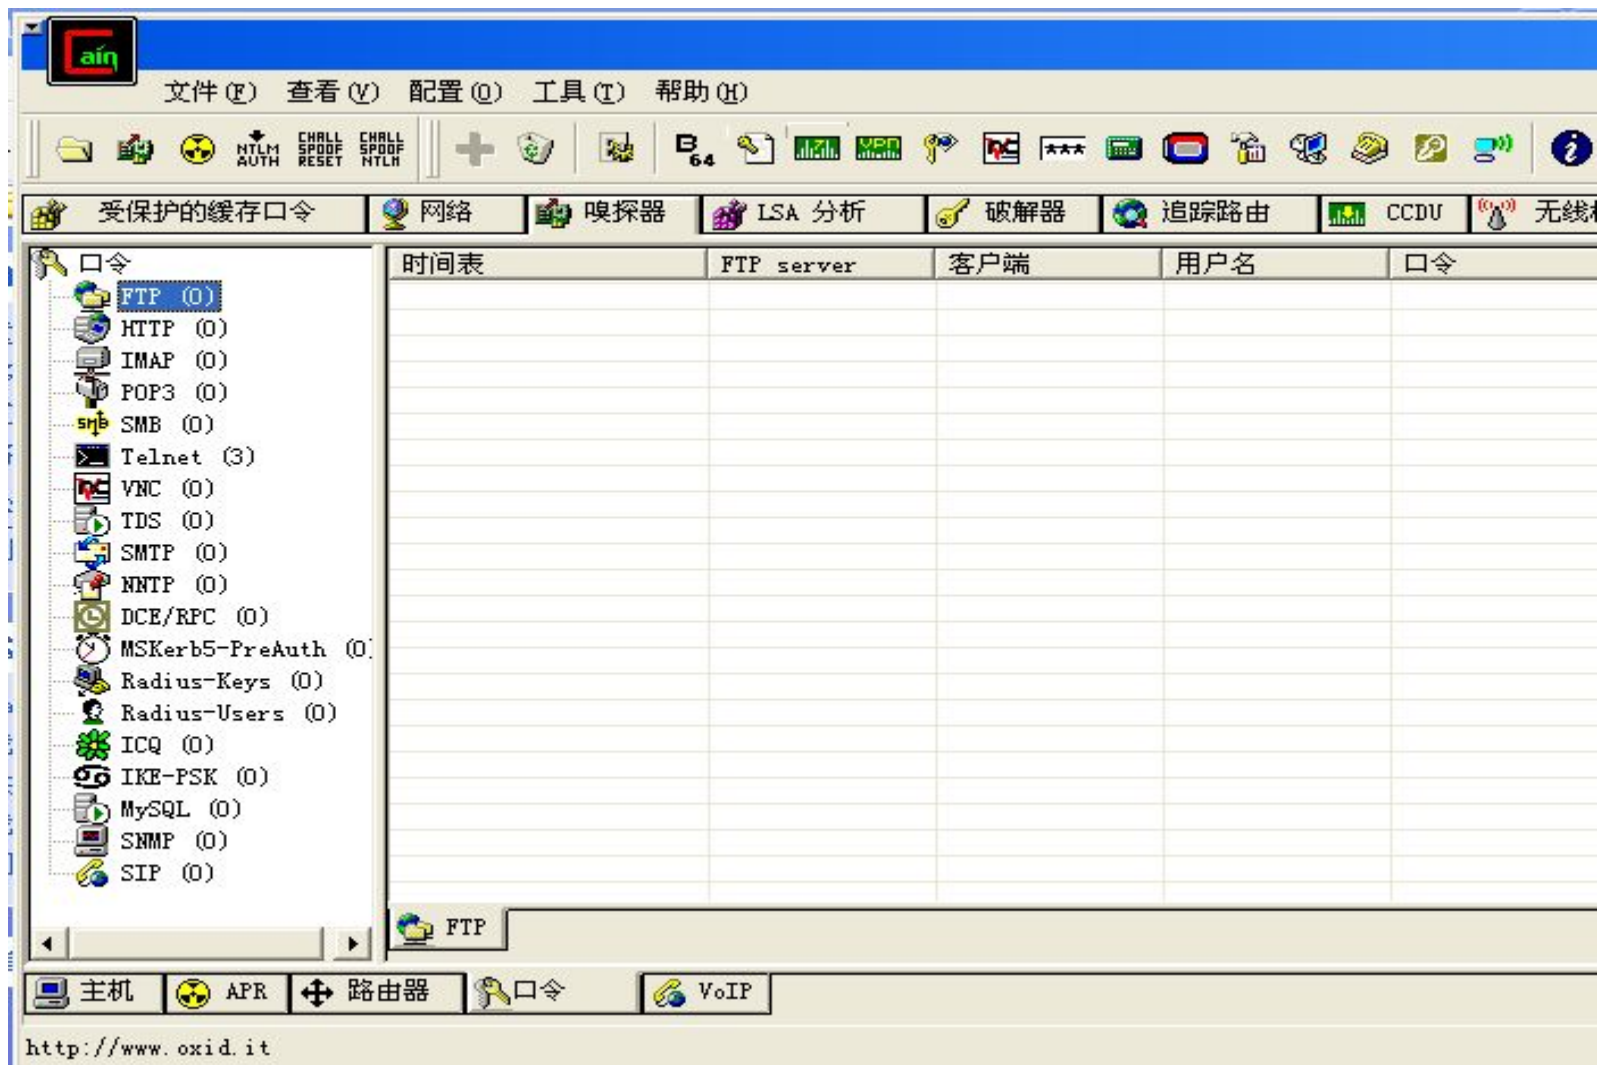 Cain
文件(F) 查看(V) 配置(O) 工具(T) 帮助(H)
NTLM AUTH CHALL SPOOF RESET CHALL SPOOF NTLM B64 VPN ***
受保护的缓存口令 网络 嗅探器 LSA 分析 破解器 追踪路由 CCDU 无线
口令 时间表 FTP server 客户端 用户名 口令
FTP (0)
HTTP (0)
IMAP (0)
POP3 (0)
SMB (0)
Telnet (3)
VNC (0)
TDS (0)
SMTP (0)
NNTP (0)
DCE/RPC (0)
MSKerb5-PreAuth (0)
Radius-Keys (0)
Radius-Users (0)
ICQ (0)
IKE-PSK (0)
MySQL (0)
SNMP (0)
SIP (0)
FTP
主机 APR 路由器 口令 VoIP
http://www.oxid.it